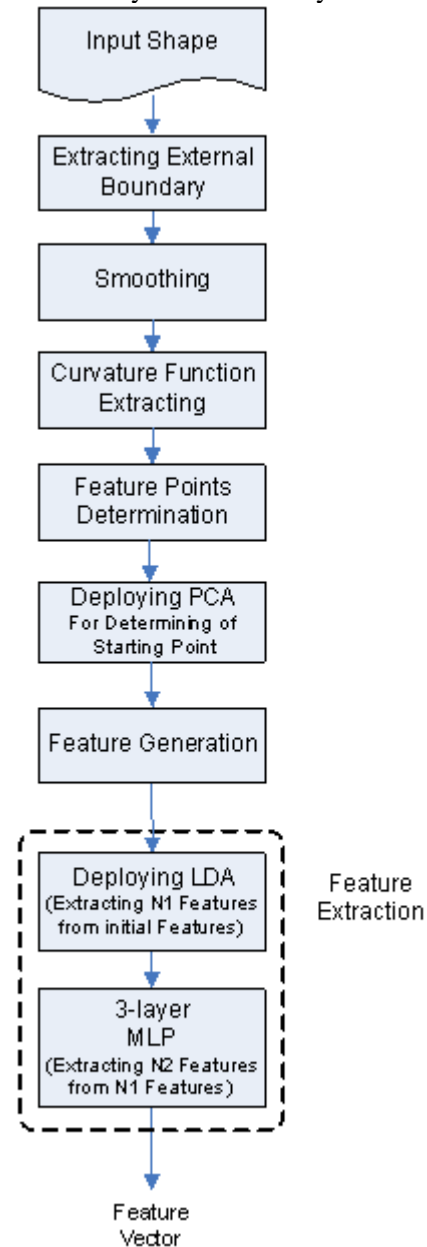 Input Shape
Extracting External
Boundary
Smoothing
Curvature Function
Extracting
Feature Points
Determination
Deploying PCA
For Determining of
Starting Point
Feature Generation
Deploying LDA
(Extracting N1 Features
from initial Features)
Feature
Extraction
3-layer
MLP
(Extracting N2 Features
from N1 Features)
Feature
Vector